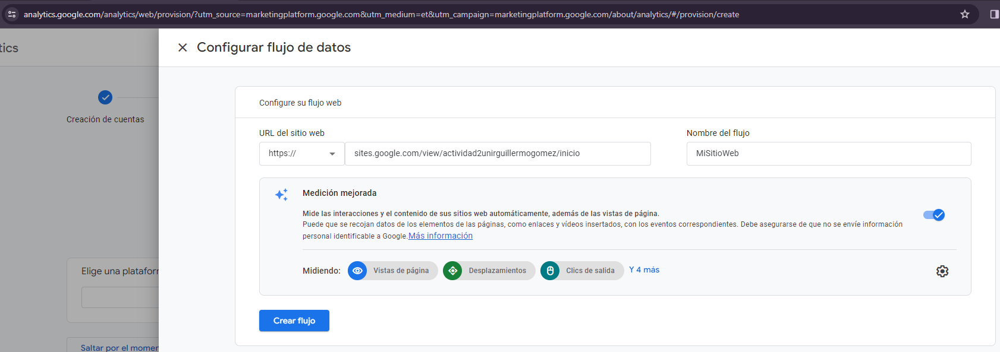 analytics.google.com/analytics/web/provision/?utm_source=marketingplatform.google.com&utm_medium=et&utm_campaign=marketingplatform.google.com/about/analytics/#/provision/create
tics
Configurar flujo de datos
Creación de cuentas
Configure su flujo web
URL del sitio web
Nombre del flujo
https://
sites.google.com/view/actividad2unirguillermogomez/inicio
MiSitioWeb
Medición mejorada
Mide las interacciones y el contenido de sus sitios web automáticamente, además de las vistas de página.
Puede que se recojan datos de los elementos de las páginas, como enlaces y vídeos insertados, con los eventos correspondientes. Debe asegurarse de que no se envíe información
personal identificable a Google.Más información
Midiendo:
Vistas de página
Desplazamientos
Clics de salida
Y 4 más
Elige una plataform
Crear flujo
Saltar por el momen